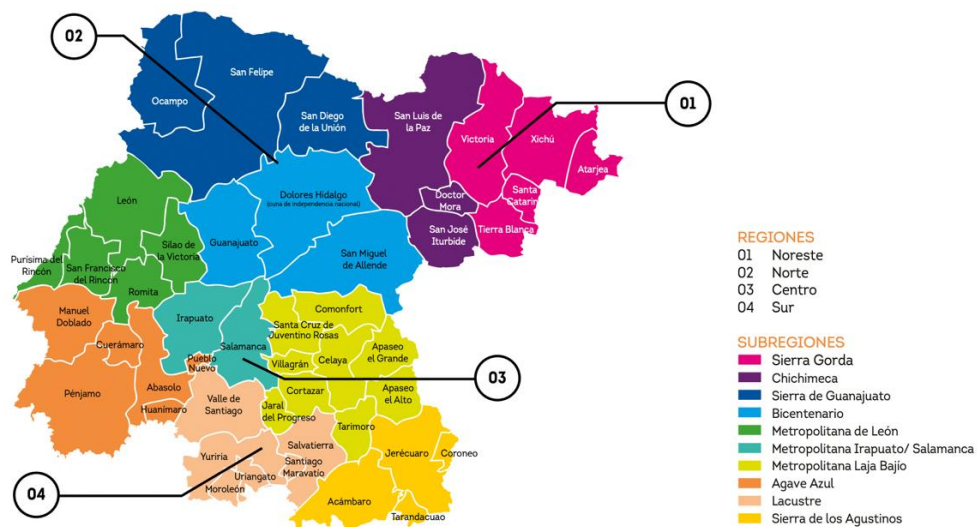 02
01
03
04
San Felipe
Ocampo
San Diego
de la Unión
San Luis de
la Paz
Victoria
Xichú
Atarjea
Santa
Catarin
Doctor
Mora
San José
Iturbide
Tierra Blanca
Dolores Hidalgo
(cuna de independencia nacional)
Guanajuato
San Miguel
de Allende
León
Silao de
la Victoria
Purísima del
Rincón
San Francisco
del Rincón
Romita
Manuel
Doblado
Cuerámaro
Pénjamo
Abasolo
Huanímaro
Pueblo
Nuevo
Irapuato
Salamanca
Comonfort
Santa Cruz de
Juventino Rosas
Apaseo
el Grande
Villagrán
Celaya
Cortazar
Apaseo
el Alto
Jaral
del Progreso
Tarimoro
Valle de
Santiago
Salvatierra
Yuriria
Uriangato
Santiago
Maravatío
Moroleón
Jerécuaro
Coroneo
Acámbaro
Tarandacuao
REGIONES
01 Noreste
02 Norte
03 Centro
04 Sur
SUBREGIONES
Sierra Gorda
Chichimeca
Sierra de Guanajuato
Bicentenario
Metropolitana de León
Metropolitana Irapuato/ Salamanca
Metropolitana Laja Bajío
Agave Azul
Lacustre
Sierra de los Agustinos